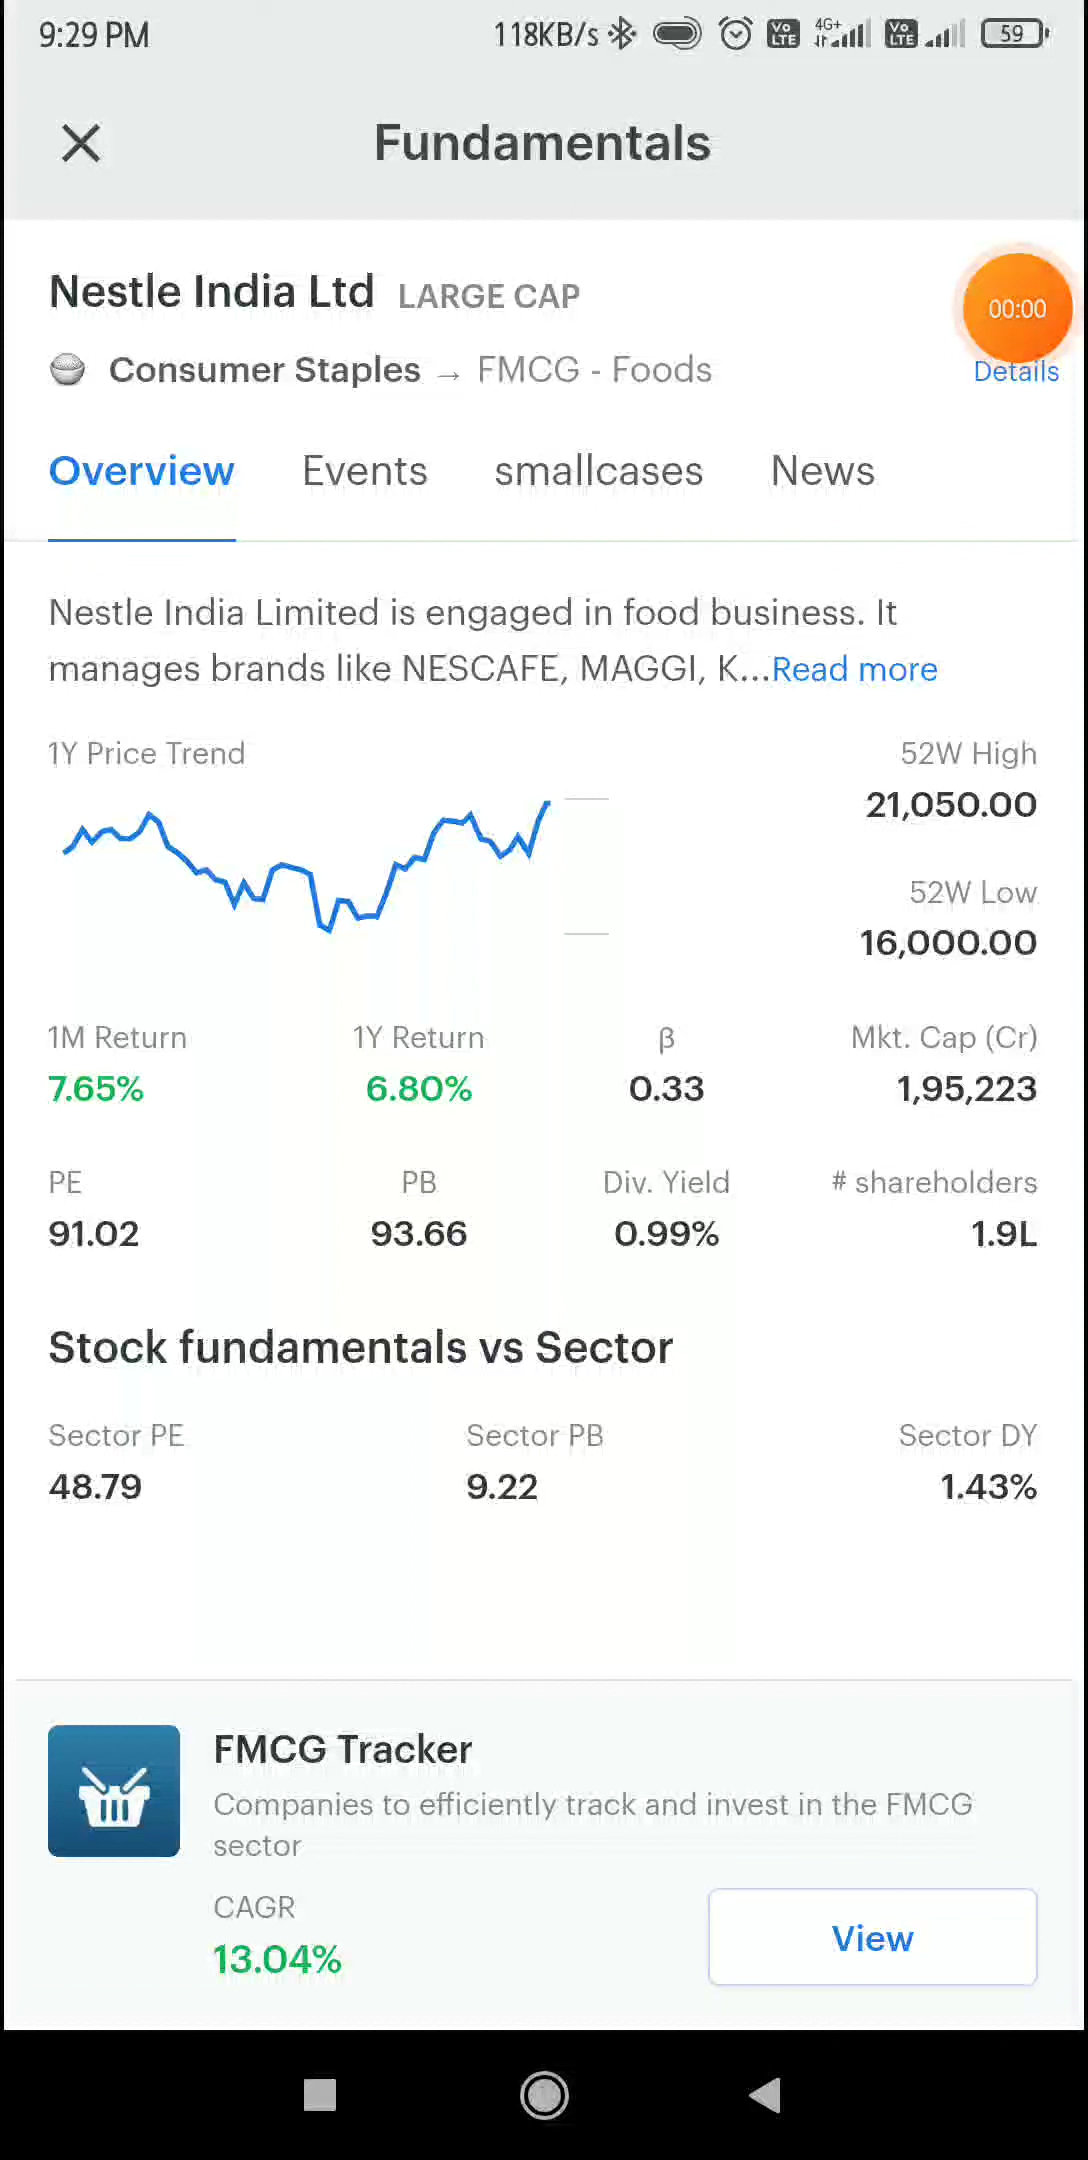 9:29 PM 118KB/s Vo LTE 4G+ Vo LTE 59
Fundamentals
Nestle India Ltd LARGE CAP
00:00
Consumer Staples → FMCG - Foods
Details
Overview Events smallcases News
Nestle India Limited is engaged in food business. It
manages brands like NESCAFE, MAGGI, K...Read more
1Y Price Trend 52W High
21,050.00
52W Low
16,000.00
1M Return 1Y Return β Mkt. Cap (Cr)
7.65% 6.80% 0.33 1,95,223
PE PB Div. Yield # shareholders
91.02 93.66 0.99% 1.9L
Stock fundamentals vs Sector
Sector PE Sector PB Sector DY
48.79 9.22 1.43%
FMCG Tracker
Companies to efficiently track and invest in the FMCG
sector
CAGR
13.04%
View